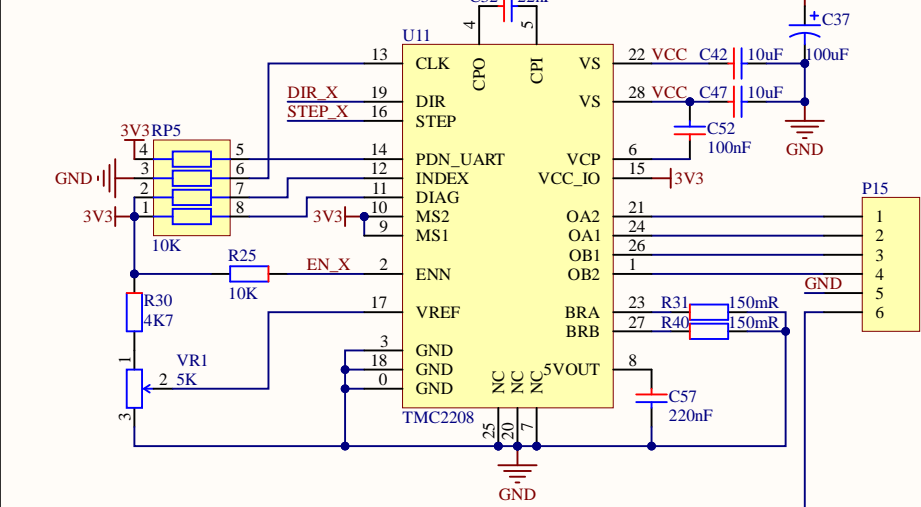 4
5
U11
13
CLK
CPO
CPI
VS
22
VCC
C42
10uF
C37
100uF
DIR_X
19
DIR
VS
28
VCC
C47
10uF
STEP_X
16
STEP
C52
100nF
GND
3V3
RP5
4
5
14
PDN_UART
VCP
6
GND
3
6
12
INDEX
VCC_IO
15
3V3
2
7
11
DIAG
3V3
1
8
3V3
10
MS2
OA2
21
P15
1
10K
9
MS1
OA1
24
2
OB1
26
3
R25
EN_X
2
ENN
OB2
1
4
10K
GND
5
R30
4K7
17
VREF
BRA
23
R31
150mR
6
BRB
27
R40
150mR
3
GND
1
VR1
2
5K
18
GND
5VOUT
8
0
GND
NC
NC
NC
C57
220nF
3
TMC2208
25
20
7
GND